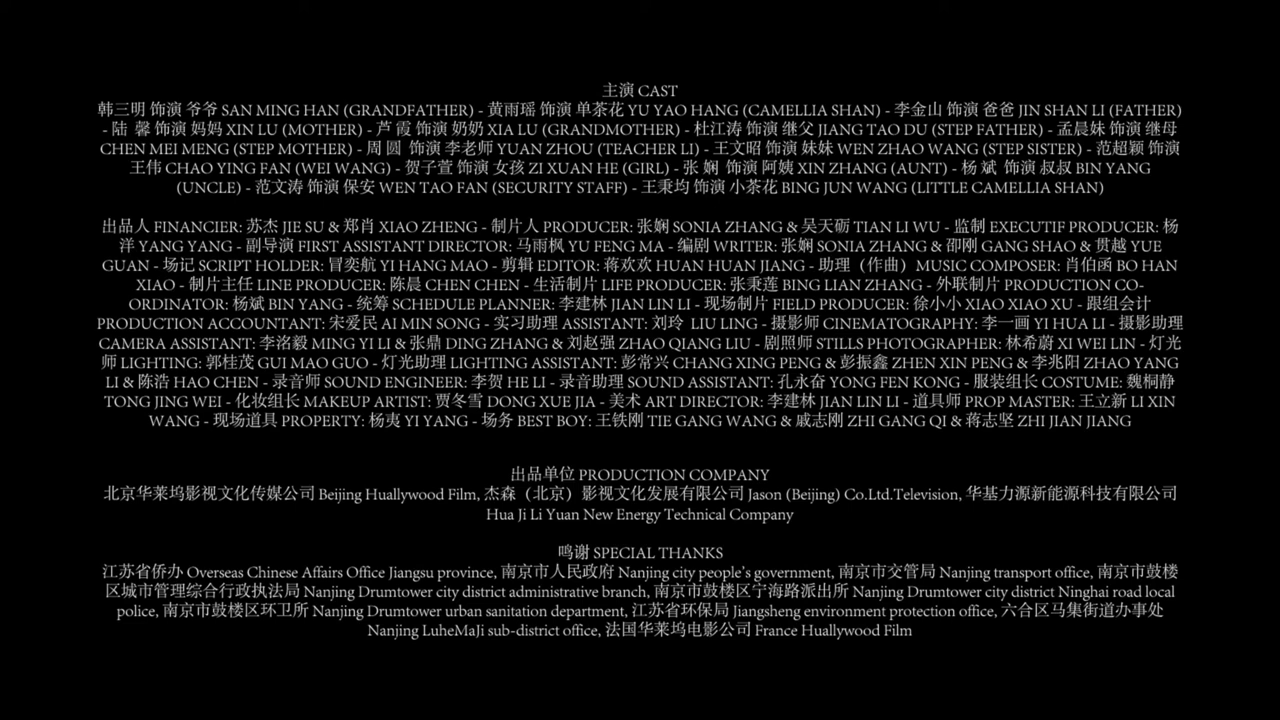 主演 CAST
韩三明 饰演 爷爷 SAN MING HAN (GRANDFATHER) - 黄雨瑶 饰演 单茶花 YU YAO HANG (CAMELLIA SHAN) - 李金山 饰演 爸爸 JIN SHAN LI (FATHER)
- 陆 馨 饰演 妈妈 XIN LU (MOTHER) - 芦 霞 饰演 奶奶 XIA LU (GRANDMOTHER) - 杜江涛 饰演 继父 JIANG TAO DU (STEP FATHER) - 孟晨妹 饰演 继母
CHEN MEI MENG (STEP MOTHER) - 周 圆 饰演 李老师 YUAN ZHOU (TEACHER LI) - 王文昭 饰演 妹妹 WEN ZHAO WANG (STEP SISTER) - 范超颖 饰演
王伟 CHAO YING FAN (WEI WANG) - 贺子萱 饰演 女孩 ZI XUAN HE (GIRL) - 张 娴 饰演 阿姨 XIN ZHANG (AUNT) - 杨 斌 饰演 叔叔 BIN YANG
(UNCLE) - 范文涛 饰演 保安 WEN TAO FAN (SECURITY STAFF) - 王秉均 饰演 小茶花 BING JUN WANG (LITTLE CAMELLIA SHAN)
出品人 FINANCIER: 苏杰 JIE SU & 郑肖 XIAO ZHENG - 制片人 PRODUCER: 张娴 SONIA ZHANG & 吴天砺 TIAN LI WU - 监制 EXECUTIF PRODUCER: 杨
洋 YANG YANG - 副导演 FIRST ASSISTANT DIRECTOR: 马雨枫 YU FENG MA - 编剧 WRITER: 张娴 SONIA ZHANG & 邵刚 GANG SHAO & 贯越 YUE
GUAN - 场记 SCRIPT HOLDER: 冒奕航 YI HANG MAO - 剪辑 EDITOR: 蒋欢欢 HUAN HUAN JIANG - 助理（作曲）MUSIC COMPOSER: 肖伯函 BO HAN
XIAO - 制片主任 LINE PRODUCER: 陈晨 CHEN CHEN - 生活制片 LIFE PRODUCER: 张秉莲 BING LIAN ZHANG - 外联制片 PRODUCTION CO-
ORDINATOR: 杨斌 BIN YANG - 统筹 SCHEDULE PLANNER: 李建林 JIAN LIN LI - 现场制片 FIELD PRODUCER: 徐小小 XIAO XIAO XU - 跟组会计
PRODUCTION ACCOUNTANT: 宋爱民 AI MIN SONG - 实习助理 ASSISTANT: 刘玲 LIU LING - 摄影师 CINEMATOGRAPHY: 李一画 YI HUA LI - 摄影助理
CAMERA ASSISTANT: 李洺毅 MING YI LI & 张鼎 DING ZHANG & 刘赵强 ZHAO QIANG LIU - 剧照师 STILLS PHOTOGRAPHER: 林希蔚 XI WEI LIN - 灯光
师 LIGHTING: 郭桂茂 GUI MAO GUO - 灯光助理 LIGHTING ASSISTANT: 彭常兴 CHANG XING PENG & 彭振鑫 ZHEN XIN PENG & 李兆阳 ZHAO YANG
LI & 陈浩 HAO CHEN - 录音师 SOUND ENGINEER: 李贺 HE LI - 录音助理 SOUND ASSISTANT: 孔永奋 YONG FEN KONG - 服装组长 COSTUME: 魏桐静
TONG JING WEI - 化妆组长 MAKEUP ARTIST: 贾冬雪 DONG XUE JIA - 美术 ART DIRECTOR: 李建林 JIAN LIN LI - 道具师 PROP MASTER: 王立新 LI XIN
WANG - 现场道具 PROPERTY: 杨夷 YI YANG - 场务 BEST BOY: 王铁刚 TIE GANG WANG & 戚志刚 ZHI GANG QI & 蒋志坚 ZHI JIAN JIANG
出品单位 PRODUCTION COMPANY
北京华莱坞影视文化传媒公司 Beijing Huallywood Film, 杰森（北京）影视文化发展有限公司 Jason (Beijing) Co.Ltd.Television, 华基力源新能源科技有限公司
Hua Ji Li Yuan New Energy Technical Company
鸣谢 SPECIAL THANKS
江苏省侨办 Overseas Chinese Affairs Office Jiangsu province, 南京市人民政府 Nanjing city people's government, 南京市交管局 Nanjing transport office, 南京市鼓楼
区城市管理综合行政执法局 Nanjing Drumtower city district administrative branch, 南京市鼓楼区宁海路派出所 Nanjing Drumtower city district Ninghai road local
police, 南京市鼓楼区环卫所 Nanjing Drumtower urban sanitation department, 江苏省环保局 Jiangsheng environment protection office, 六合区马集街道办事处
Nanjing LuheMaJi sub-district office, 法国华莱坞电影公司 France Huallywood Film